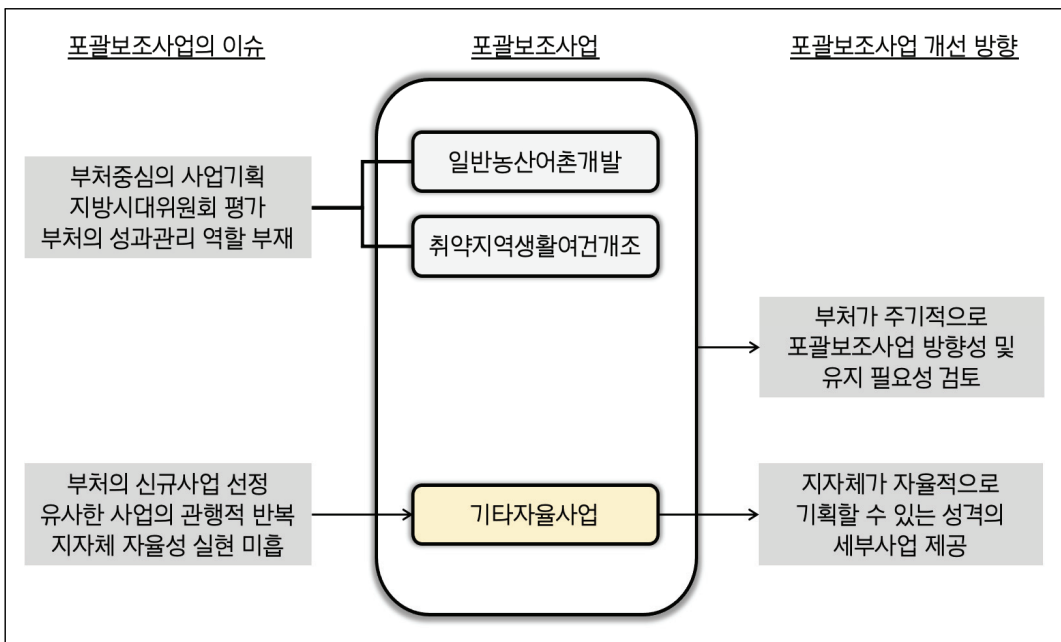 포괄보조사업의 이슈
포괄보조사업
포괄보조사업 개선 방향
부처중심의 사업기획
지방시대위원회 평가
부처의 성과관리 역할 부재
일반농산어촌개발
취약지역생활여건개조
부처가 주기적으로
포괄보조사업 방향성 및
유지 필요성 검토
부처의 신규사업 선정
유사한 사업의 관행적 반복
지자체 자율성 실현 미흡
기타자율사업
지자체가 자율적으로
기획할 수 있는 성격의
세부사업 제공